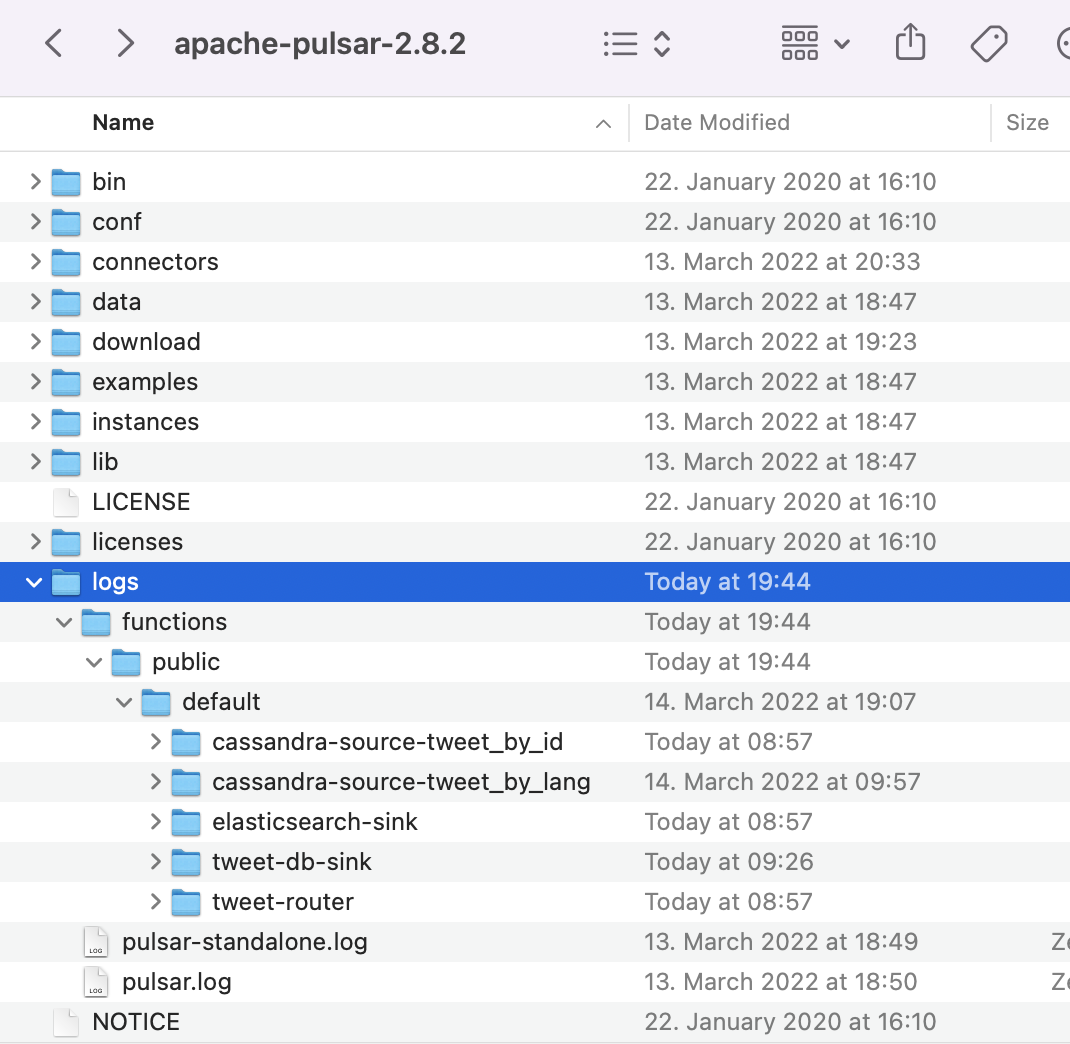 apache-pulsar-2.8.2
Name Date Modified Size
bin 22. January 2020 at 16:10
conf 22. January 2020 at 16:10
connectors 13. March 2022 at 20:33
data 13. March 2022 at 18:47
download 13. March 2022 at 19:23
examples 13. March 2022 at 18:47
instances 13. March 2022 at 18:47
lib 13. March 2022 at 18:47
LICENSE 22. January 2020 at 16:10
licenses 22. January 2020 at 16:10
logs Today at 19:44
functions Today at 19:44
public Today at 19:44
default 14. March 2022 at 19:07
cassandra-source-tweet_by_id Today at 08:57
cassandra-source-tweet_by_lang 14. March 2022 at 09:57
elasticsearch-sink Today at 08:57
tweet-db-sink Today at 09:26
tweet-router Today at 08:57
LOG pulsar-standalone.log 13. March 2022 at 18:49
LOG pulsar.log 13. March 2022 at 18:50
NOTICE 22. January 2020 at 16:10